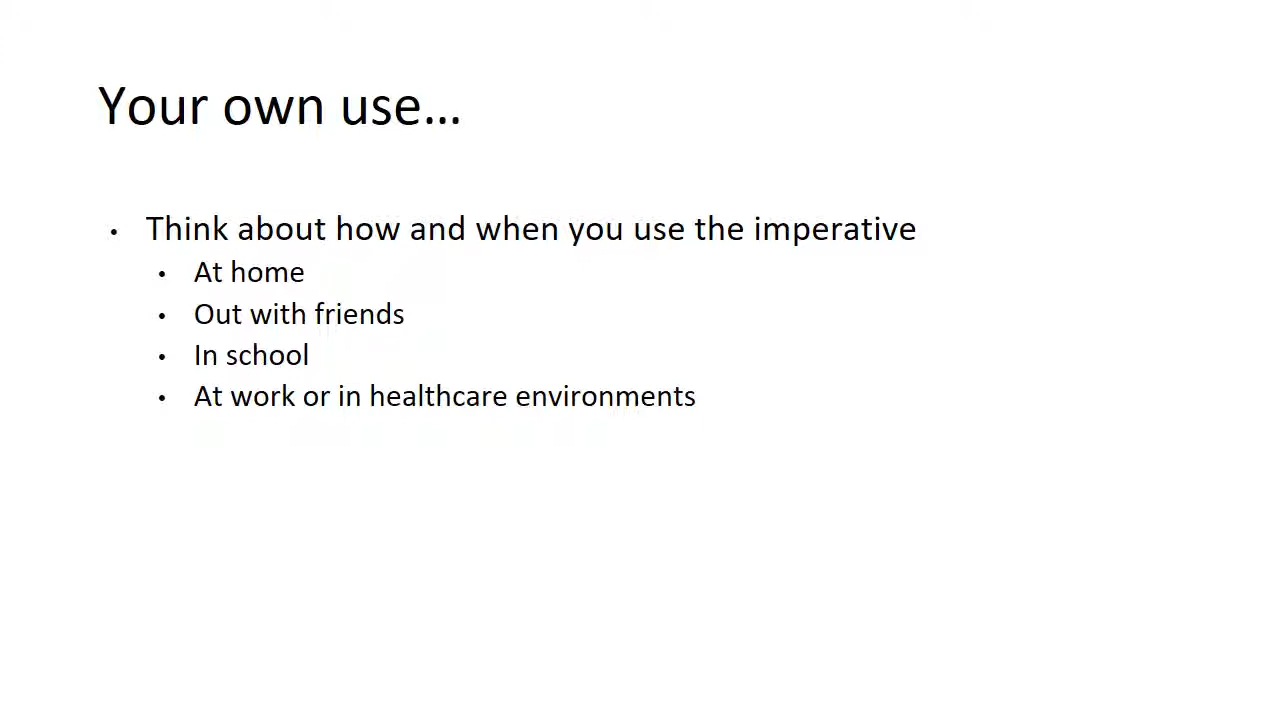 Your own use…
• Think about how and when you use the imperative
• At home
• Out with friends
• In school
• At work or in healthcare environments